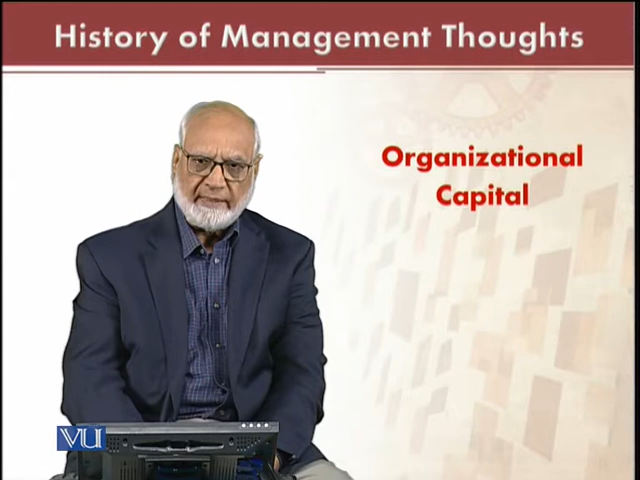 History of Management Thoughts
Organizational
Capital
VU